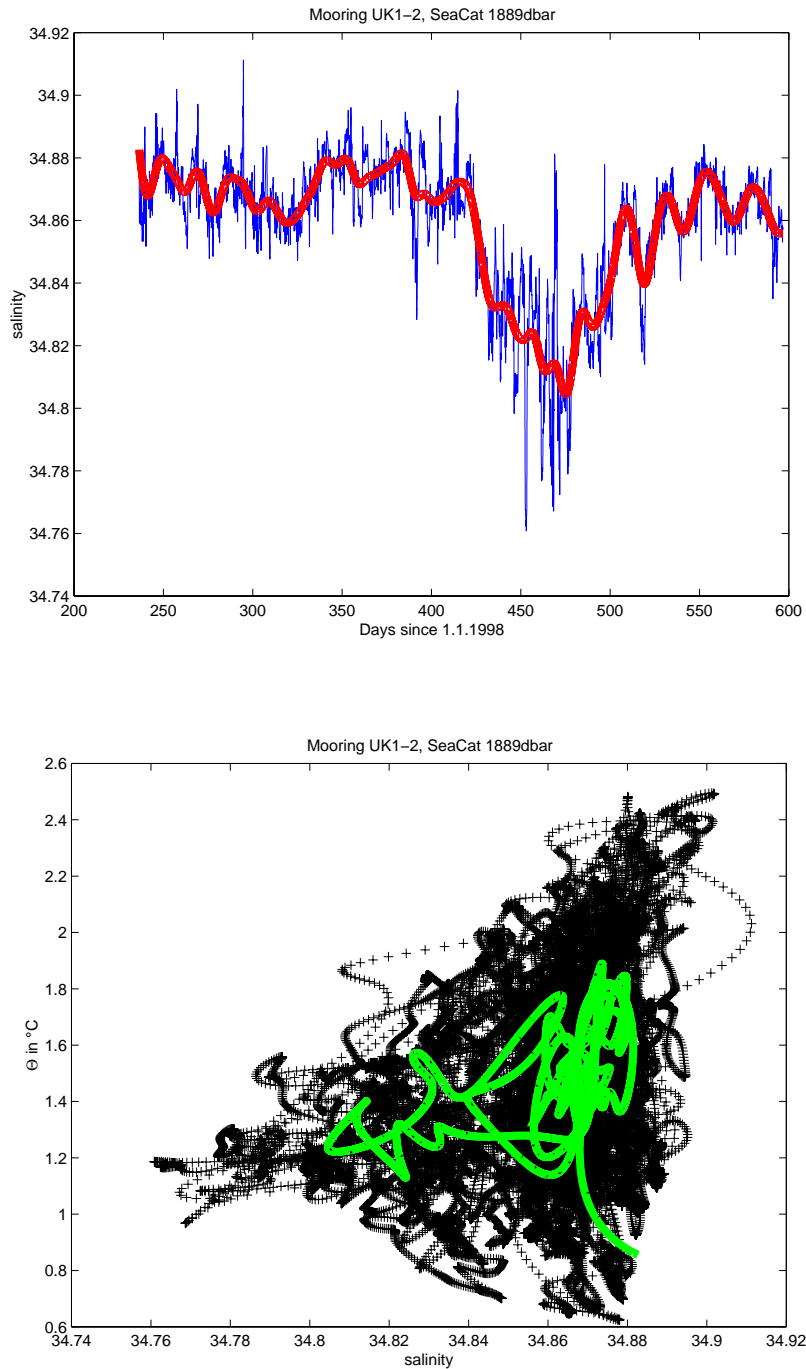 Mooring UK1−2, SeaCat 1889dbar
34.92
34.9
34.88
34.86
34.84
34.82
34.8
34.78
34.76
34.74
salinity
200 250 300 350 400 450 500 550 600
Days since 1.1.1998
Mooring UK1−2, SeaCat 1889dbar
2.6
2.4
2.2
2
1.8
1.6
1.4
1.2
1
0.8
0.6
Θ in °C
34.74 34.76 34.78 34.8 34.82 34.84 34.86 34.88 34.9 34.92
salinity